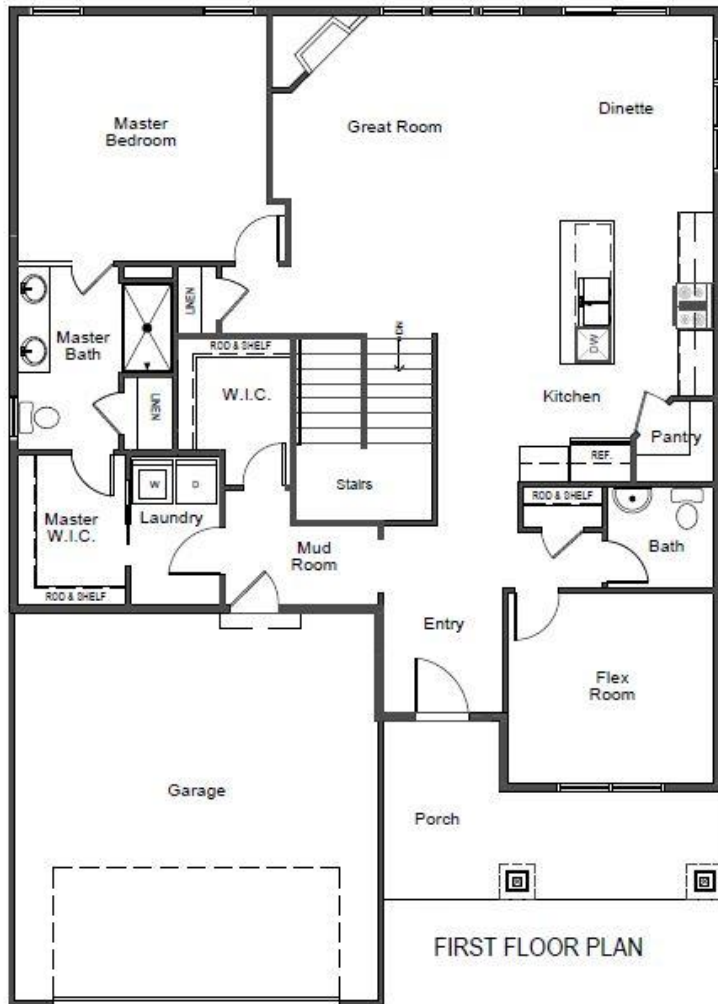 Master
Bedroom
Great Room
Dinette
LINEN
DN
Master
Bath
ROD & SHELF
DW
W.I.C.
Kitchen
LINEN
Pantry
REF.
W
D
Stairs
ROD & SHELF
Master
W.I.C.
Laundry
Mud
Room
Bath
ROD & SHELF
Entry
Flex
Room
Garage
Porch
FIRST FLOOR PLAN